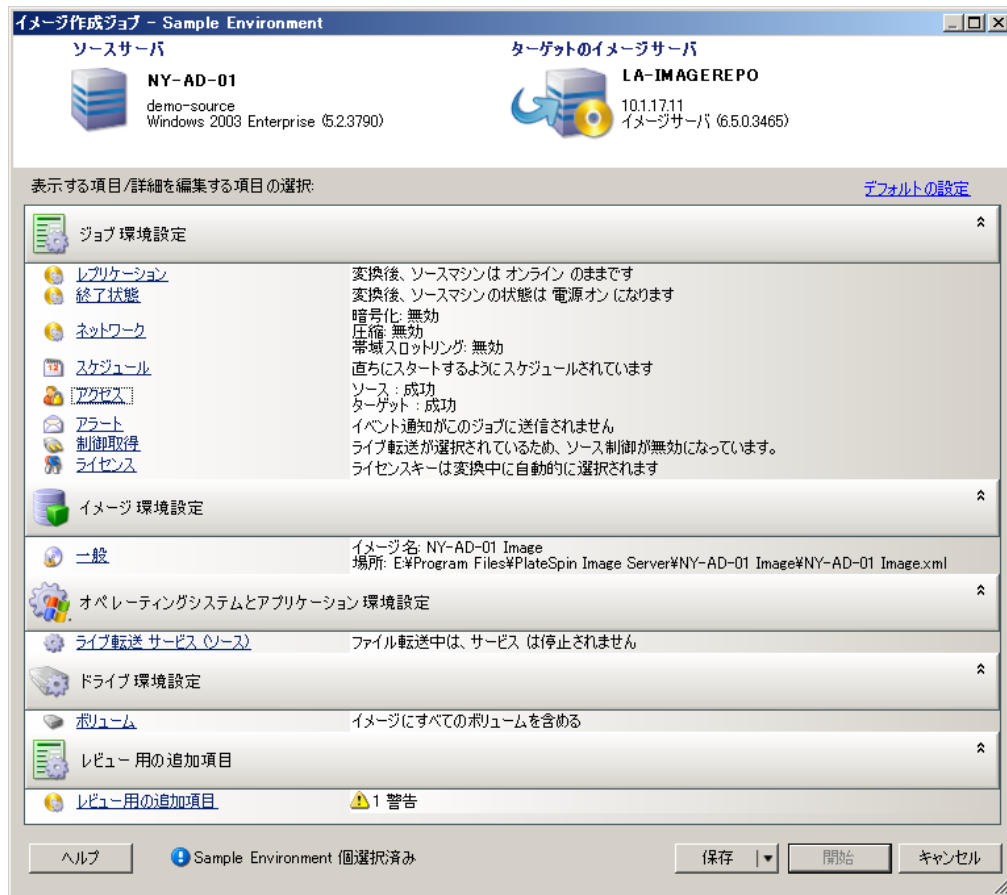 イメージ作成ジョブ - Sample Environment
ソースサーバ
NY-AD-01
demo-source
Windows 2003 Enterprise (5.2.3790)
ターゲットのイメージサーバ
LA-IMAGEREPO
10.1.17.11
イメージサーバ (6.5.0.3465)
表示する項目/詳細を編集する項目の選択:
デフォルトの設定
ジョブ 環境設定
レプリケーション 変換後、ソースマシンは オンライン のままです
終了状態 変換後、ソースマシンの状態は 電源オン になります
ネットワーク
暗号化: 無効
圧縮: 無効
帯域スロットリング: 無効
スケジュール 直ちにスタートするようにスケジュールされています
アクセス
ソース : 成功
ターゲット : 成功
アラート イベント通知がこのジョブに送信されません
制御取得 ライブ転送が選択されているため、ソース制御が無効になっています。
ライセンス ライセンスキーは変換中に自動的に選択されます
イメージ 環境設定
一般
イメージ名: NY-AD-01 Image
場所: E:¥Program Files¥PlateSpin Image Server¥NY-AD-01 Image¥NY-AD-01 Image.xml
オペレーティングシステムとアプリケーション 環境設定
ライブ転送 サービス (ソース) ファイル転送中は、サービス は停止されません
ドライブ 環境設定
ボリューム イメージにすべてのボリュームを含める
レビュー 用の追加項目
レビュー用の追加項目 1 警告
ヘルプ
Sample Environment 個選択済み
保存
開始
キャンセル